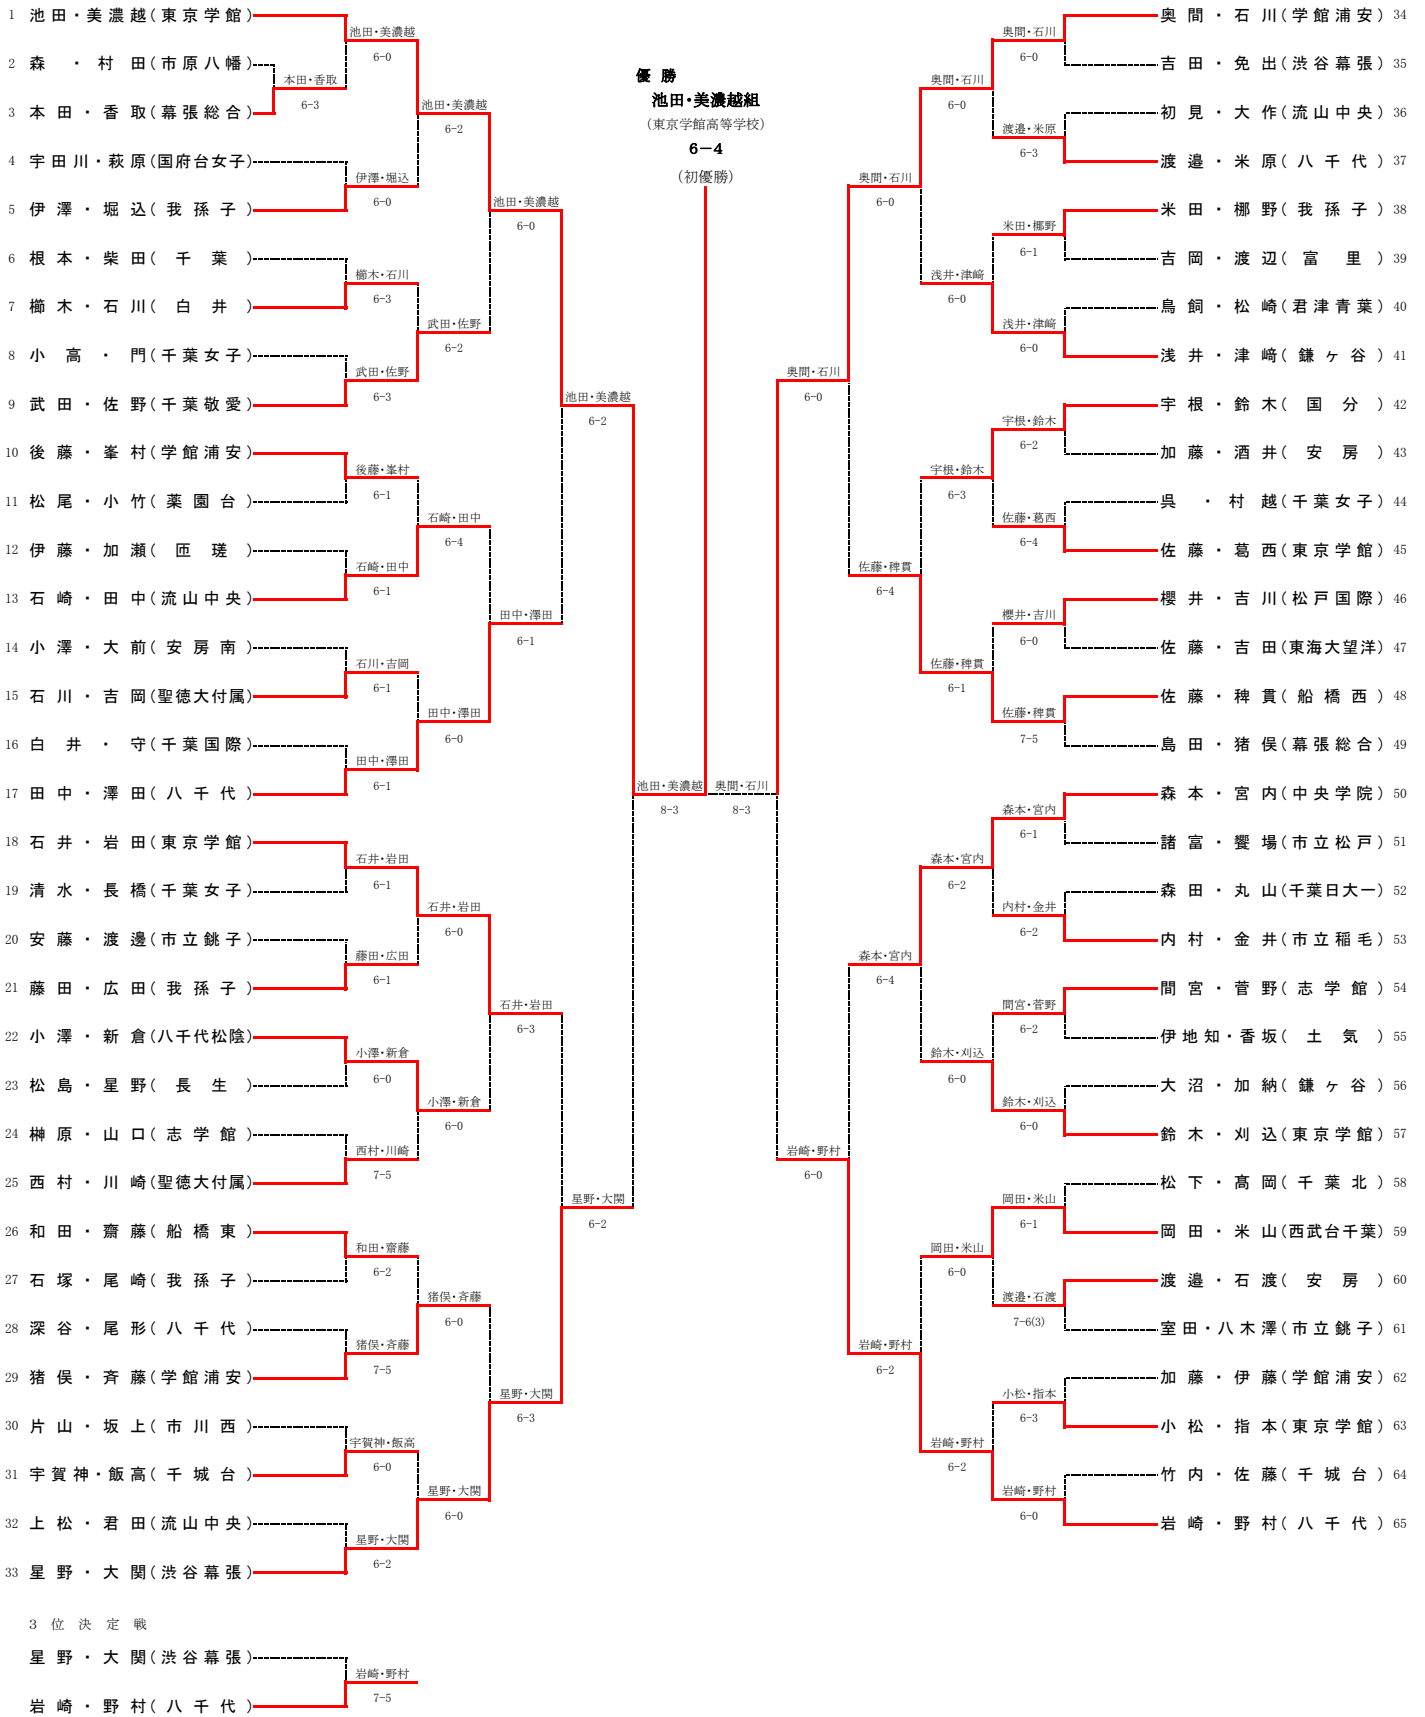 優 勝
池田・美濃越組
(東京学館高等学校)
6－4
(初優勝)
1 池田・美濃越(東京学館)
2 森 ・ 村田(市原八幡)
3 本田・香取(幕張総合)
4 宇田川・萩原(国府台女子)
5 伊澤・堀込(我孫子)
6 根本・柴田(千葉)
7 櫛木・石川(白井)
8 小高・門(千葉女子)
9 武田・佐野(千葉敬愛)
10 後藤・峯村(学館浦安)
11 松尾・小竹(薬園台)
12 伊藤・加瀬(匝瑳)
13 石崎・田中(流山中央)
14 小澤・大前(安房南)
15 石川・吉岡(聖徳大付属)
16 白井・守(千葉国際)
17 田中・澤田(八千代)
18 石井・岩田(東京学館)
19 清水・長橋(千葉女子)
20 安藤・渡邊(市立銚子)
21 藤田・広田(我孫子)
22 小澤・新倉(八千代松陰)
23 松島・星野(長生)
24 榊原・山口(志学館)
25 西村・川崎(聖徳大付属)
26 和田・齋藤(船橋東)
27 石塚・尾崎(我孫子)
28 深谷・尾形(八千代)
29 猪俣・斉藤(学館浦安)
30 片山・坂上(市川西)
31 宇賀神・飯高(千城台)
32 上松・君田(流山中央)
33 星野・大関(渋谷幕張)
本田・香取
6-3
池田・美濃越
6-0
伊澤・堀込
6-0
櫛木・石川
6-3
武田・佐野
6-3
後藤・峯村
6-1
石崎・田中
6-1
石川・吉岡
6-1
田中・澤田
6-1
石井・岩田
6-1
藤田・広田
6-1
小澤・新倉
6-0
西村・川崎
7-5
和田・齋藤
6-2
猪俣・斉藤
7-5
宇賀神・飯高
6-0
星野・大関
6-2
池田・美濃越
6-2
武田・佐野
6-2
石崎・田中
6-4
田中・澤田
6-0
石井・岩田
6-0
小澤・新倉
6-0
猪俣・斉藤
6-0
星野・大関
6-0
池田・美濃越
6-0
田中・澤田
6-1
石井・岩田
6-3
星野・大関
6-3
池田・美濃越
6-2
星野・大関
6-2
池田・美濃越
8-3
奥間・石川
8-3
奥間・石川
6-0
岩崎・野村
6-0
奥間・石川
6-0
佐藤・稗貫
6-4
森本・宮内
6-4
岩崎・野村
6-2
奥間・石川
6-0
浅井・津﨑
6-0
宇根・鈴木
6-3
佐藤・稗貫
6-1
森本・宮内
6-2
鈴木・刈込
6-0
岡田・米山
6-0
岩崎・野村
6-2
奥間・石川
6-0
渡邉・米原
6-3
米田・梛野
6-1
浅井・津﨑
6-0
宇根・鈴木
6-2
佐藤・葛西
6-4
櫻井・吉川
6-0
佐藤・稗貫
7-5
森本・宮内
6-1
内村・金井
6-2
間宮・菅野
6-2
鈴木・刈込
6-0
岡田・米山
6-1
渡邉・石渡
7-6(3)
小松・指本
6-3
岩崎・野村
6-0
奥間・石川(学館浦安) 34
吉田・免出(渋谷幕張) 35
初見・大作(流山中央) 36
渡邉・米原(八千代) 37
米田・梛野(我孫子) 38
吉岡・渡辺(富里) 39
鳥飼・松崎(君津青葉) 40
浅井・津﨑(鎌ヶ谷) 41
宇根・鈴木(国分) 42
加藤・酒井(安房) 43
呉 ・ 村越(千葉女子) 44
佐藤・葛西(東京学館) 45
櫻井・吉川(松戸国際) 46
佐藤・吉田(東海大望洋) 47
佐藤・稗貫(船橋西) 48
島田・猪俣(幕張総合) 49
森本・宮内(中央学院) 50
諸富・饗場(市立松戸) 51
森田・丸山(千葉日大一) 52
内村・金井(市立稲毛) 53
間宮・菅野(志学館) 54
伊地知・香坂(土気) 55
大沼・加納(鎌ヶ谷) 56
鈴木・刈込(東京学館) 57
松下・髙岡(千葉北) 58
岡田・米山(西武台千葉) 59
渡邉・石渡(安房) 60
室田・八木澤(市立銚子) 61
加藤・伊藤(学館浦安) 62
小松・指本(東京学館) 63
竹内・佐藤(千城台) 64
岩崎・野村(八千代) 65
3 位 決 定 戦
星野・大関(渋谷幕張)
岩崎・野村(八千代)
岩崎・野村
7-5